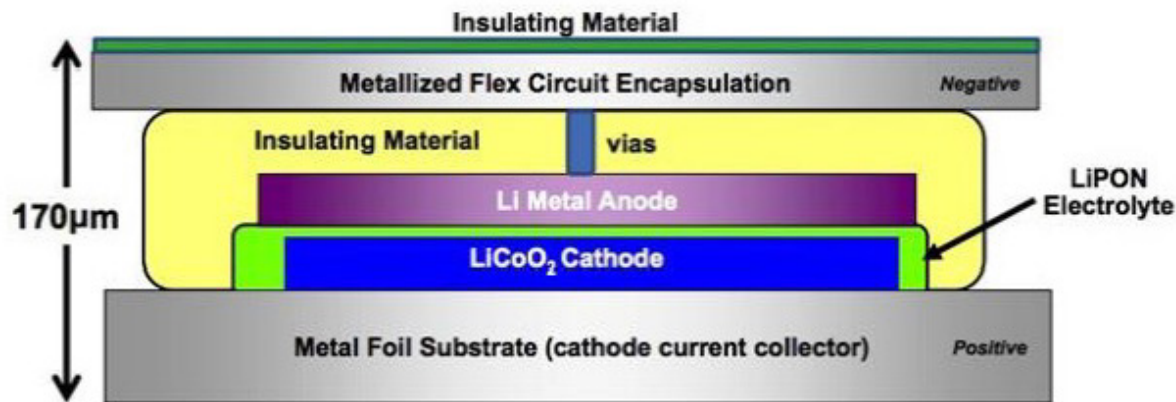 Insulating Material
Metallized Flex Circuit Encapsulation
Negative
Insulating Material
vias
Li Metal Anode
LiPON
Electrolyte
170µm
LiCoO₂ Cathode
Metal Foil Substrate (cathode current collector)
Positive